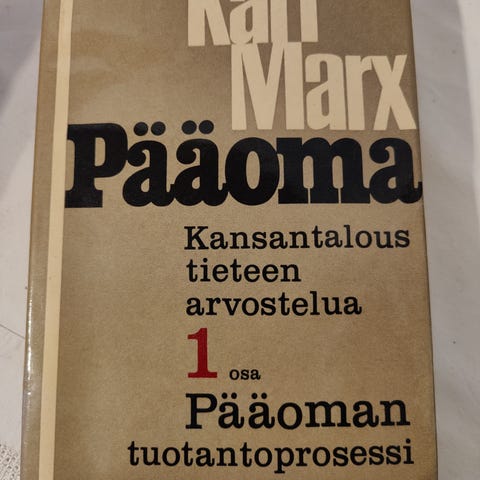 Karl
Marx
Pääoma
Kansantalous
tieteen
arvostelua
1 osa
Pääoman
tuotantoprosessi